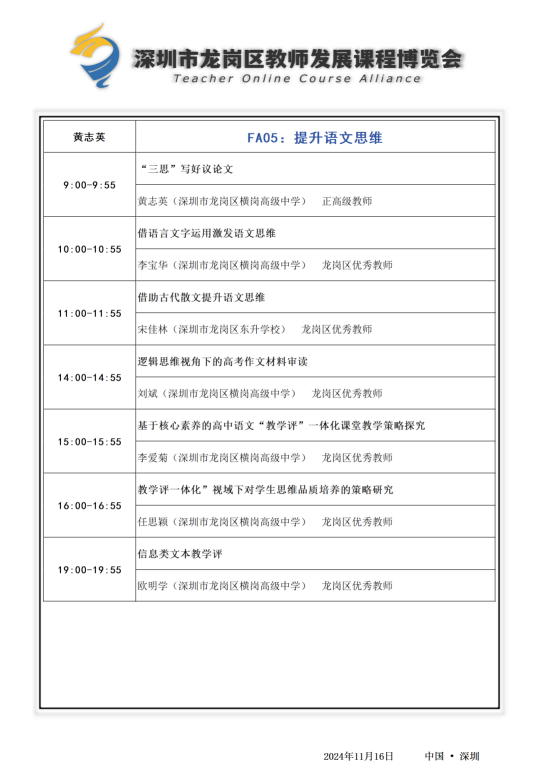 深圳市龙岗区教师发展课程博览会
Teacher Online Course Alliance
黄志英
FA05：提升语文思维
9:00-9:55
“三思”写好议论文
黄志英（深圳市龙岗区横岗高级中学） 正高级教师
10:00-10:55
借语言文字运用激发语文思维
李宝华（深圳市龙岗区横岗高级中学） 龙岗区优秀教师
11:00-11:55
借助古代散文提升语文思维
宋佳林（深圳市龙岗区东升学校） 龙岗区优秀教师
14:00-14:55
逻辑思维视角下的高考作文材料审读
刘斌（深圳市龙岗区横岗高级中学） 龙岗区优秀教师
15:00-15:55
基于核心素养的高中语文“教学评”一体化课堂教学策略探究
李爱菊（深圳市龙岗区横岗高级中学） 龙岗区优秀教师
16:00-16:55
教学评一体化”视域下对学生思维品质培养的策略研究
任思颖（深圳市龙岗区横岗高级中学） 龙岗区优秀教师
19:00-19:55
信息类文本教学评
欧明学（深圳市龙岗区横岗高级中学） 龙岗区优秀教师
2024年11月16日 中国 • 深圳